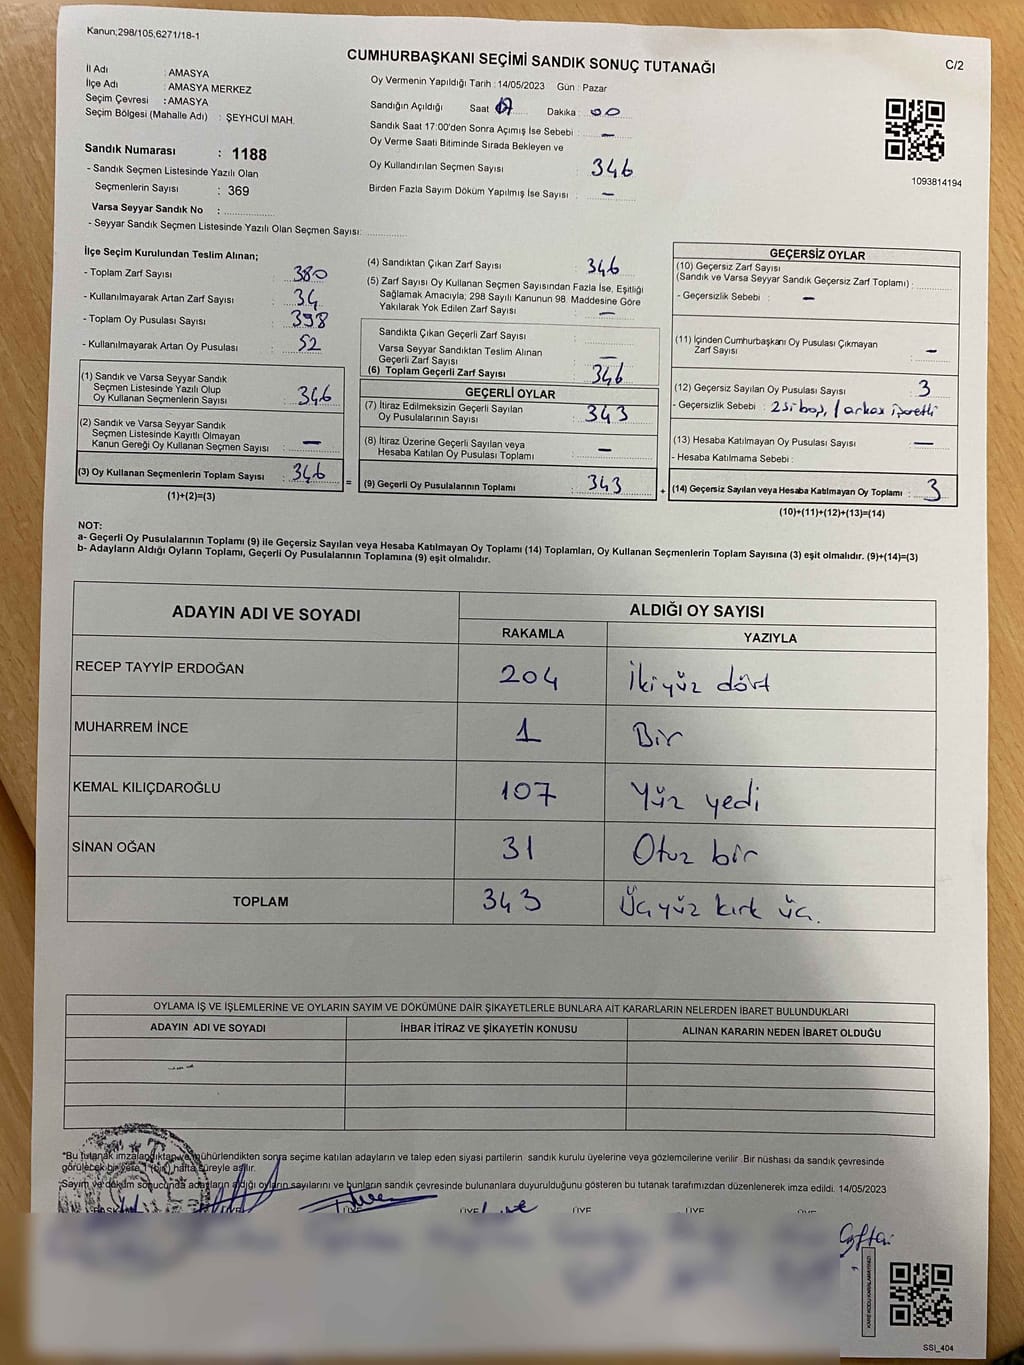 Kanun;298/105,6271/18-1
CUMHURBAŞKANI SEÇİMİ SANDIK SONUÇ TUTANAĞI
C/2
İl Adı : AMASYA
İlçe Adı : AMASYA MERKEZ
Seçim Çevresi : AMASYA
Seçim Bölgesi (Mahalle Adı) : ŞEYHCUİ MAH.
Sandık Numarası : 1188
- Sandık Seçmen Listesinde Yazılı Olan
Seçmenlerin Sayısı : 369
Varsa Seyyar Sandık No :
- Seyyar Sandık Seçmen Listesinde Yazılı Olan Seçmen Sayısı:
Oy Vermenin Yapıldığı Tarih :14/05/2023 Gün : Pazar
Sandığın Açıldığı Saat Dakika : 00
Sandık Saat 17:00'den Sonra Açımış İse Sebebi : —
Oy Verme Saati Bitiminde Sırada Bekleyen ve
Oy Kullandırılan Seçmen Sayısı : 346
Birden Fazla Sayım Döküm Yapılmış İse Sayısı : —
1093814194
İlçe Seçim Kurulundan Teslim Alınan;
- Toplam Zarf Sayısı : 380
- Kullanılmayarak Artan Zarf Sayısı : 34
- Toplam Oy Pusulası Sayısı : 398
- Kullanılmayarak Artan Oy Pusulası : 52
(1) Sandık ve Varsa Seyyar Sandık
Seçmen Listesinde Yazılı Olup
Oy Kullanan Seçmenlerin Sayısı : 346
(2) Sandık ve Varsa Seyyar Sandık
Seçmen Listesinde Kayıtlı Olmayan
Kanun Gereği Oy Kullanan Seçmen Sayısı : —
(3) Oy Kullanan Seçmenlerin Toplam Sayısı : 346
(1)+(2)=(3)
=
(4) Sandıktan Çıkan Zarf Sayısı : 346
(5) Zarf Sayısı Oy Kullanan Seçmen Sayısından Fazla İse, Eşitliği
Sağlamak Amacıyla; 298 Sayılı Kanunun 98. Maddesine Göre
Yakılarak Yok Edilen Zarf Sayısı : —
Sandıkta Çıkan Geçerli Zarf Sayısı :
Varsa Seyyar Sandıktan Teslim Alınan
Geçerli Zarf Sayısı : —
(6) Toplam Geçerli Zarf Sayısı : 346
GEÇERLİ OYLAR
(7) İtiraz Edilmeksizin Geçerli Sayılan
Oy Pusulalarının Sayısı : 343
(8) İtiraz Üzerine Geçerli Sayılan veya
Hesaba Katılan Oy Pusulası Toplamı : —
(9) Geçerli Oy Pusulalarının Toplamı : 343
+
GEÇERSİZ OYLAR
(10) Geçersiz Zarf Sayısı
(Sandık ve Varsa Seyyar Sandık Geçersiz Zarf Toplamı) :
- Geçersizlik Sebebi : —
(11) İçinden Cumhurbaşkanı Oy Pusulası Çıkmayan
Zarf Sayısı : —
(12) Geçersiz Sayılan Oy Pusulası Sayısı : 3
- Geçersizlik Sebebi : 2si boş, 1 arkası işaretli
(13) Hesaba Katılmayan Oy Pusulası Sayısı : —
- Hesaba Katılmama Sebebi :
(14) Geçersiz Sayılan veya Hesaba Katılmayan Oy Toplamı : 3
(10)+(11)+(12)+(13)=(14)
NOT:
a- Geçerli Oy Pusulalarının Toplamı (9) ile Geçersiz Sayılan veya Hesaba Katılmayan Oy Toplamı (14) Toplamları, Oy Kullanan Seçmenlerin Toplam Sayısına (3) eşit olmalıdır. (9)+(14)=(3)
b- Adayların Aldığı Oyların Toplamı, Geçerli Oy Pusulalarının Toplamına (9) eşit olmalıdır.
ADAYIN ADI VE SOYADI ALDIĞI OY SAYISI
RAKAMLA YAZIYLA
RECEP TAYYİP ERDOĞAN 204 İkiyüz dört
MUHARREM İNCE 1 Bir
KEMAL KILIÇDAROĞLU 107 Yüz yedi
SİNAN OĞAN 31 Otuz bir
TOPLAM 343 Üçyüz kırk üç.
OYLAMA İŞ VE İŞLEMLERİNE VE OYLARIN SAYIM VE DÖKÜMÜNE DAİR ŞİKAYETLERLE BUNLARA AİT KARARLARIN NELERDEN İBARET BULUNDUKLARI
ADAYIN ADI VE SOYADI İHBAR İTİRAZ VE ŞİKAYETİN KONUSU ALINAN KARARIN NEDEN İBARET OLDUĞU
*Bu tutanak imzalandıktan ve mühürlendikten sonra seçime katılan adayların ve talep eden siyasi partilerin sandık kurulu üyelerine veya gözlemcilerine verilir .Bir nüshası da sandık çevresinde
görülecek bir yere 1 (bir) hafta süreyle asılır.
*Sayım ve döküm sonucunda adayların aldığı oyların sayılarını ve bunların sandık çevresinde bulunanlara duyurulduğunu gösteren bu tutanak tarafımızdan düzenlenerek imza edildi. 14/05/2023
BAŞKAN ÜYE ÜYE ÜYE ÜYE ÜYE
KARE KODU KARALAMAYINIZ!
SSI_404